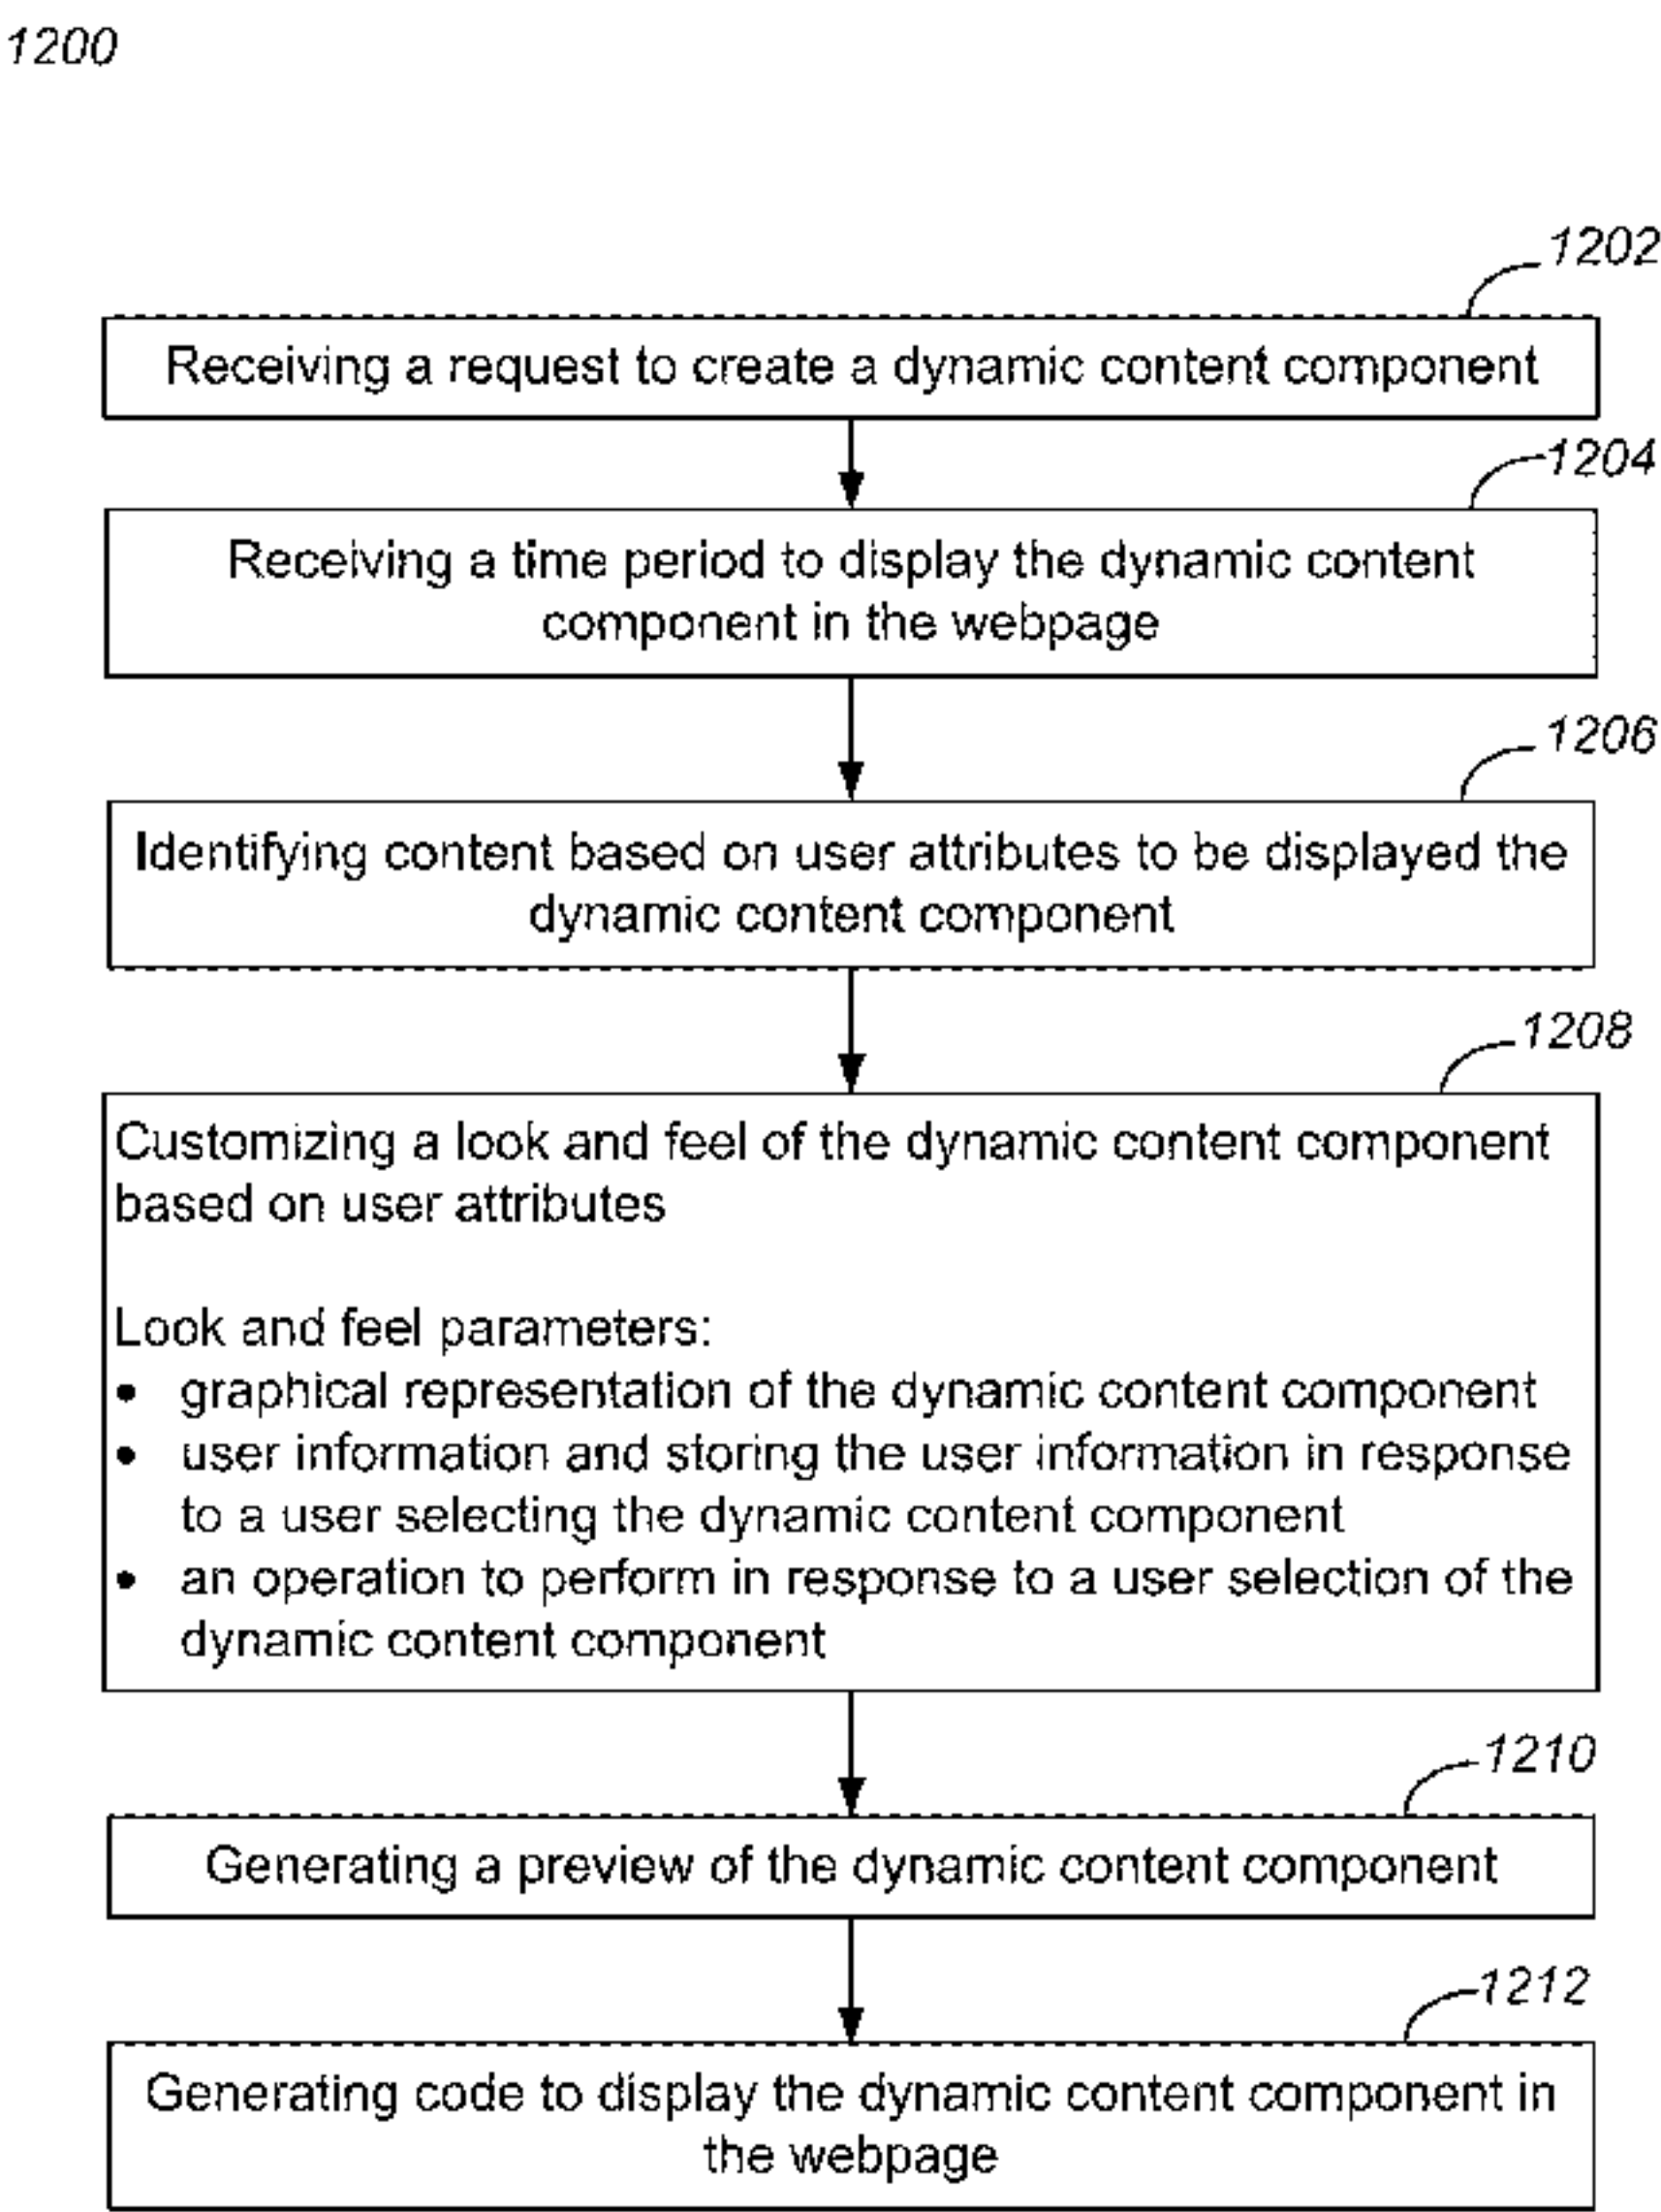 1200
1202
Receiving a request to create a dynamic content component
1204
Receiving a time period to display the dynamic content
component in the webpage
1206
Identifying content based on user attributes to be displayed the
dynamic content component
1208
Customizing a look and feel of the dynamic content component
based on user attributes
Look and feel parameters:
• graphical representation of the dynamic content component
• user information and storing the user information in response
to a user selecting the dynamic content component
• an operation to perform in response to a user selection of the
dynamic content component
1210
Generating a preview of the dynamic content component
1212
Generating code to display the dynamic content component in
the webpage